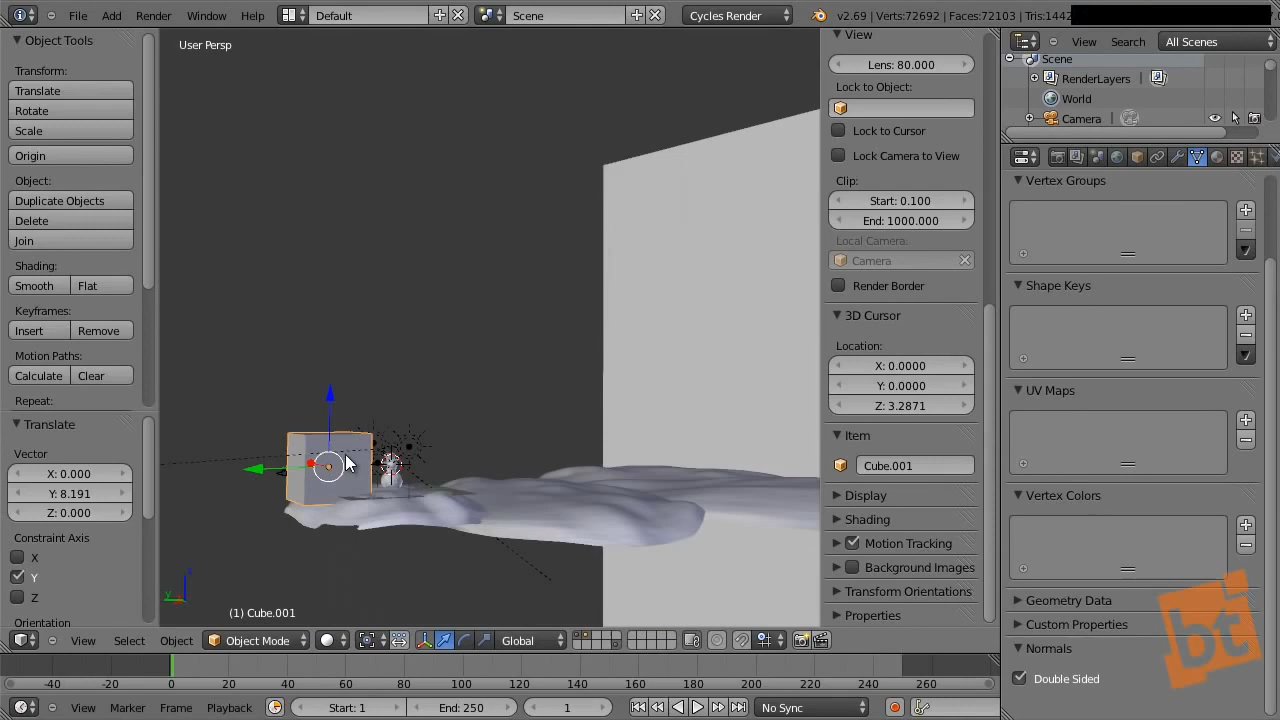 File Add Render Window Help Default Scene Cycles Render v2.69 | Verts:72692 | Faces:72103 | Tris:1442
Object Tools
Transform:
Translate
Rotate
Scale
Origin
Object:
Duplicate Objects
Delete
Join
Shading:
Smooth Flat
Keyframes:
Insert Remove
Motion Paths:
Calculate Clear
Repeat:
Translate
Vector
X: 0.000
Y: 8.191
Z: 0.000
Constraint Axis
X
Y
Z
Orientation
User Persp
(1) Cube.001
View
Lens: 80.000
Lock to Object:
Lock to Cursor
Lock Camera to View
Clip:
Start: 0.100
End: 1000.000
Local Camera:
Camera
Render Border
3D Cursor
Location:
X: 0.0000
Y: 0.0000
Z: 3.2871
Item
Cube.001
Display
Shading
Motion Tracking
Background Images
Transform Orientations
Properties
View Search All Scenes
Scene
RenderLayers
World
Camera
Vertex Groups
Shape Keys
UV Maps
Vertex Colors
Geometry Data
Custom Properties
Normals
Double Sided
bt
View Select Object Object Mode Global
-40 -20 0 20 40 60 80 100 120 140 160 180 200 220 240 260
View Marker Frame Playback Start: 1 End: 250 1 No Sync